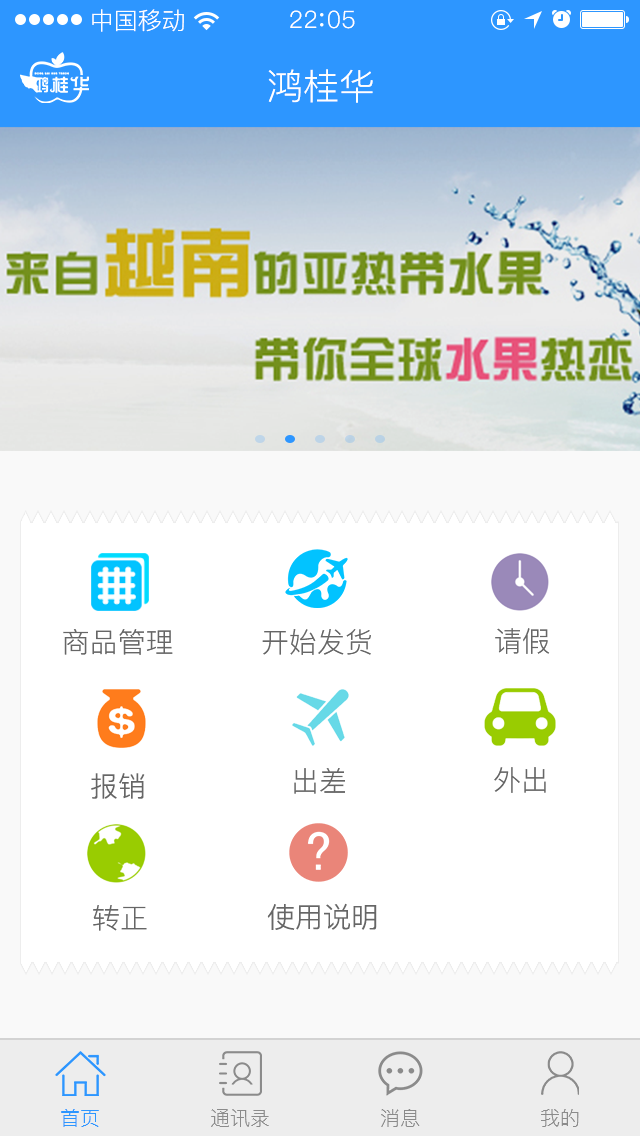 中国移动
22:05
鸿桂华
鸿桂华
来自越南的亚热带水果
带你全球水果热恋
商品管理
开始发货
请假
报销
出差
外出
转正
使用说明
首页
通讯录
消息
我的